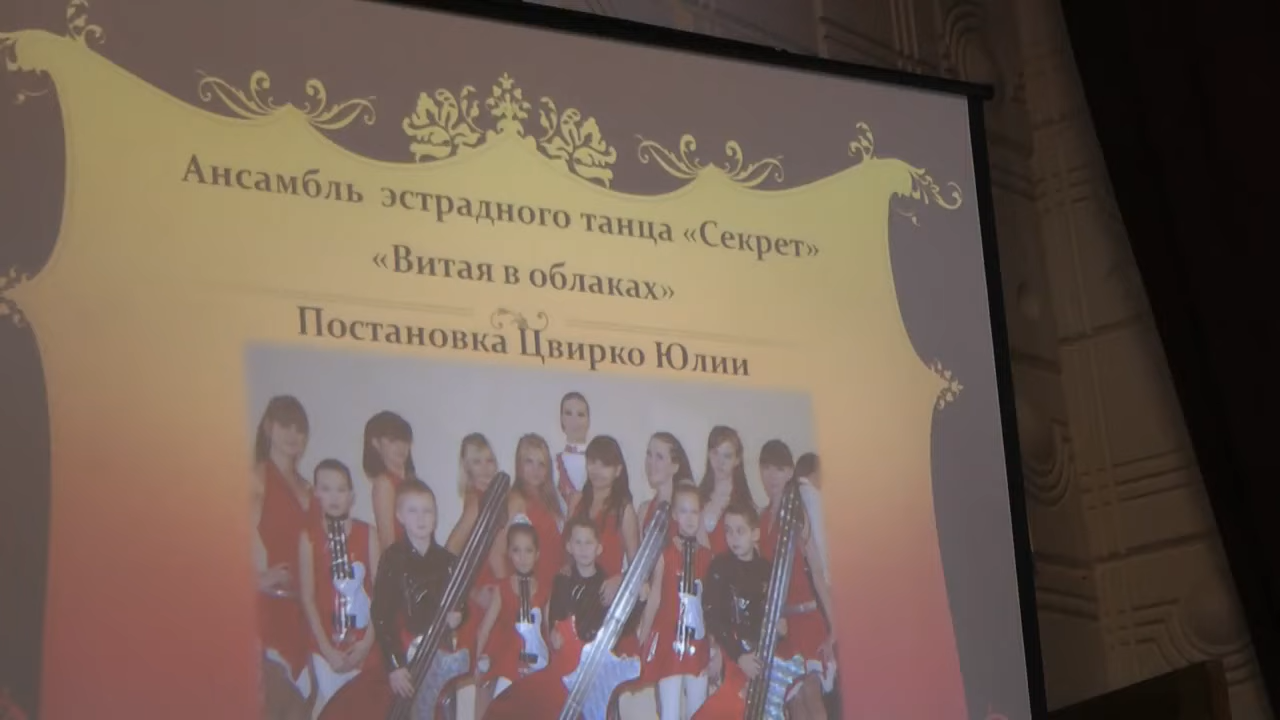 Ансамбль эстрадного танца «Секрет»
«Витая в облаках»
Постановка Цвирко Юлии